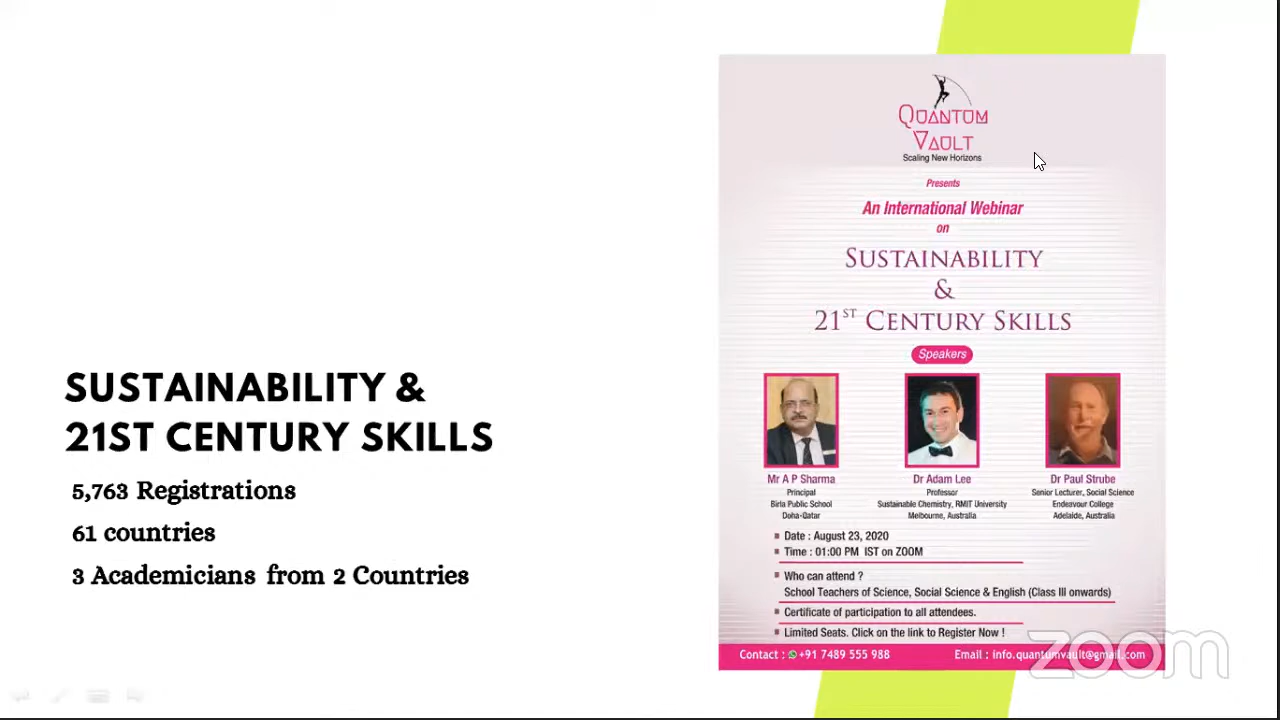 SUSTAINABILITY &
21ST CENTURY SKILLS
5,763 Registrations
61 countries
3 Academicians from 2 Countries
QUANTUM
VAULT
Scaling New Horizons
Presents
An International Webinar
on
SUSTAINABILITY
&
21ST CENTURY SKILLS
Speakers
Mr A P Sharma
Principal
Birla Public School
Doha-Qatar
Dr Adam Lee
Professor
Sustainable Chemistry, RMIT University
Melbourne, Australia
Dr Paul Strube
Senior Lecturer, Social Science
Endeavour College
Adelaide, Australia
Date : August 23, 2020
Time : 01:00 PM IST on ZOOM
Who can attend ?
School Teachers of Science, Social Science & English (Class III onwards)
Certificate of participation to all attendees.
Limited Seats. Click on the link to Register Now !
Contact : +91 7489 555 988 Email : info.quantumvault@gmail.com
zoom